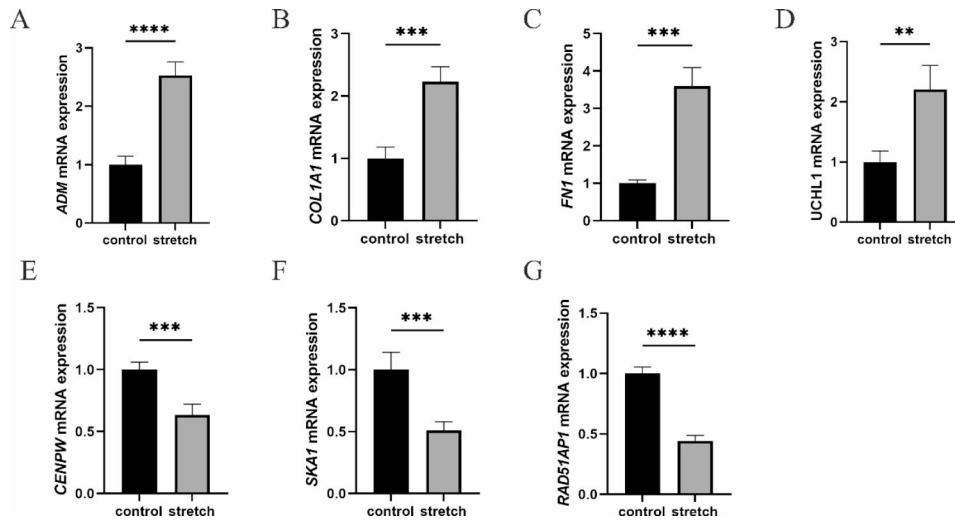 A
ADM mRNA expression
3
2
1
0
****
control stretch
B
COL1A1 mRNA expression
3
2
1
0
***
control stretch
C
FN1 mRNA expression
5
4
3
2
1
0
***
control stretch
D
UCHL1 mRNA expression
3
2
1
0
**
control stretch
E
CENPW mRNA expression
1.5
1.0
0.5
0.0
***
control stretch
F
SKA1 mRNA expression
1.5
1.0
0.5
0.0
***
control stretch
G
RAD51AP1 mRNA expression
1.5
1.0
0.5
0.0
****
control stretch